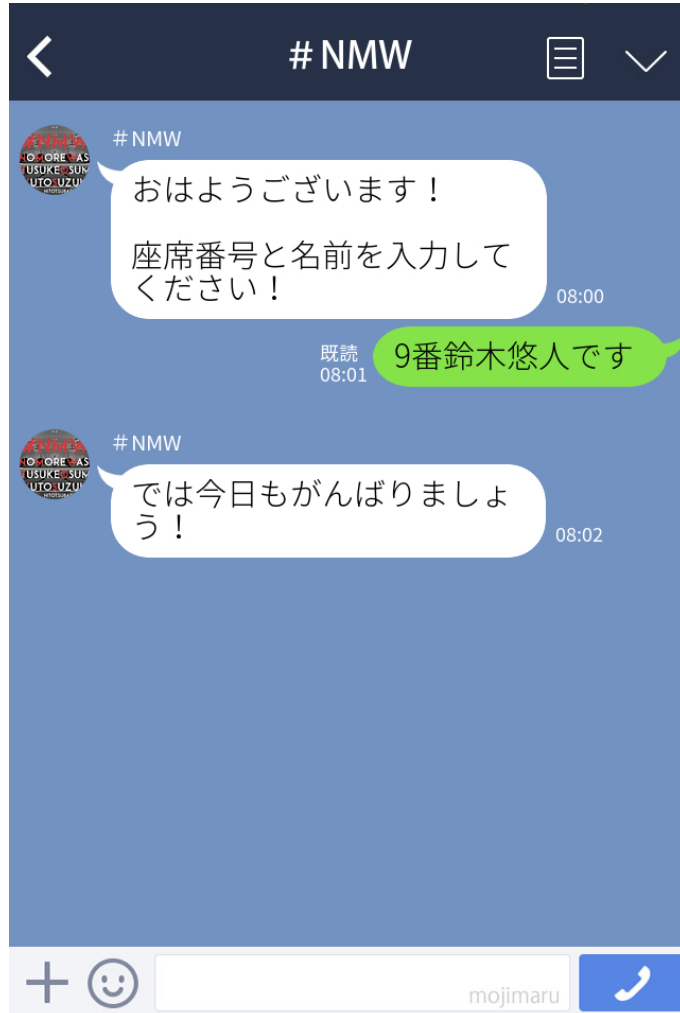 #NMW
#NMW
#NMW
NOMOREWAS
おはようございます！
座席番号と名前を入力して
ください！
08:00
既読
08:01
9番鈴木悠人です
#NMW
#NMW
では今日もがんばりましょ
う！
08:02
mojimaru